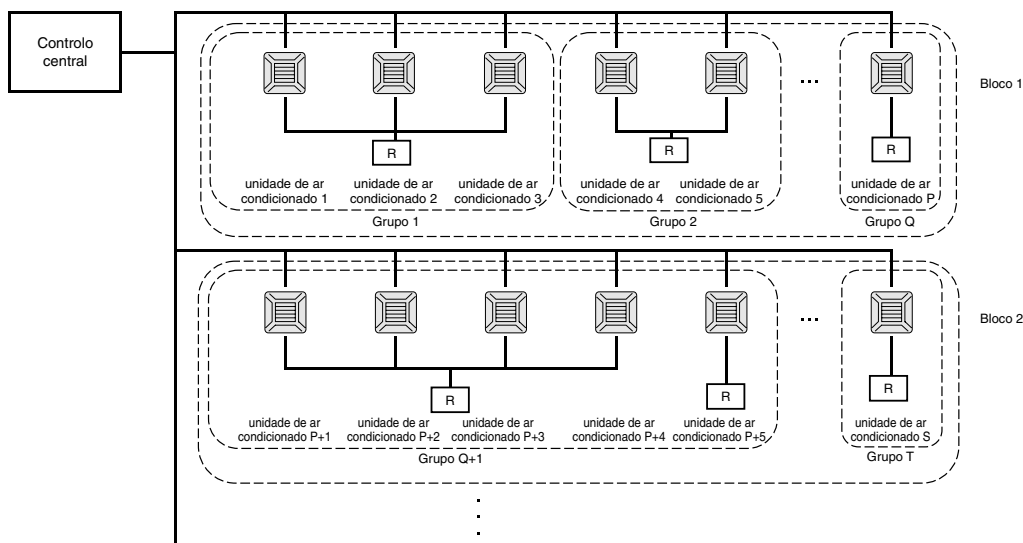 Controlo
central
Bloco 1
R
R
R
unidade de ar
condicionado 1
unidade de ar
condicionado 2
unidade de ar
condicionado 3
unidade de ar
condicionado 4
unidade de ar
condicionado 5
...
unidade de ar
condicionado P
Grupo 1
Grupo 2
Grupo Q
Bloco 2
R
R
R
unidade de ar
condicionado P+1
unidade de ar
condicionado P+2
unidade de ar
condicionado P+3
unidade de ar
condicionado P+4
unidade de ar
condicionado P+5
...
unidade de ar
condicionado S
Grupo Q+1
Grupo T